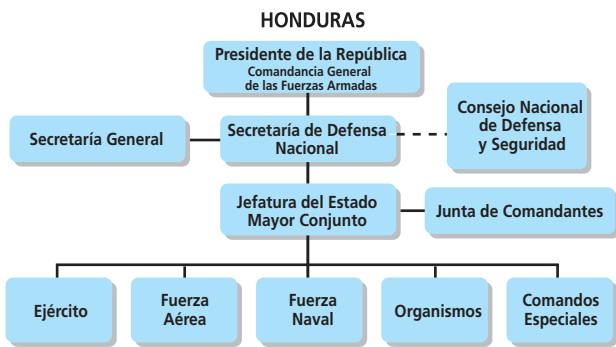 HONDURAS
Presidente de la República
Comandancia General
de las Fuerzas Armadas
Secretaría General
Secretaría de Defensa
Nacional
Consejo Nacional
de Defensa
y Seguridad
Jefatura del Estado
Mayor Conjunto
Junta de Comandantes
Ejército
Fuerza
Aérea
Fuerza
Naval
Organismos
Comandos
Especiales